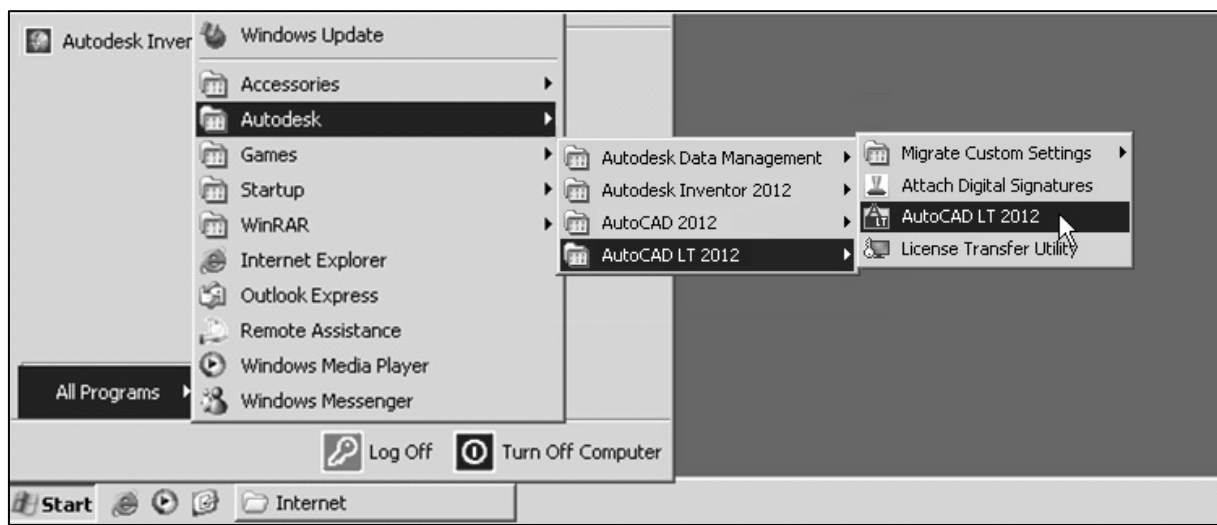 Autodesk Inver
Windows Update
Accessories
Autodesk
Games
Startup
WinRAR
Internet Explorer
Outlook Express
Remote Assistance
Windows Media Player
Windows Messenger
Autodesk Data Management
Autodesk Inventor 2012
AutoCAD 2012
AutoCAD LT 2012
Migrate Custom Settings
Attach Digital Signatures
AutoCAD LT 2012
License Transfer Utility
All Programs
Log Off
Turn Off Computer
Start
Internet